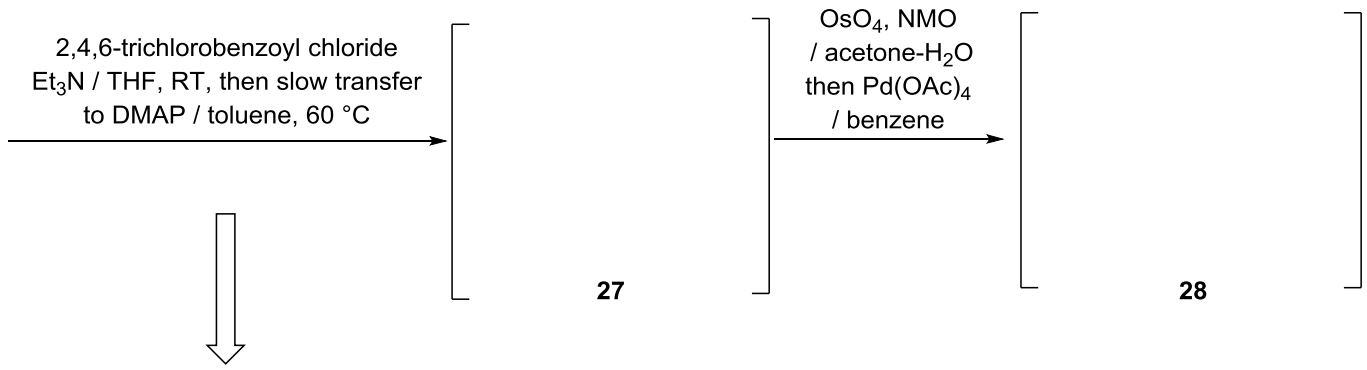 2,4,6-trichlorobenzoyl chloride
Et₃N / THF, RT, then slow transfer
to DMAP / toluene, 60 °C
27
OsO₄, NMO
/ acetone-H₂O
then Pd(OAc)₄
/ benzene
28